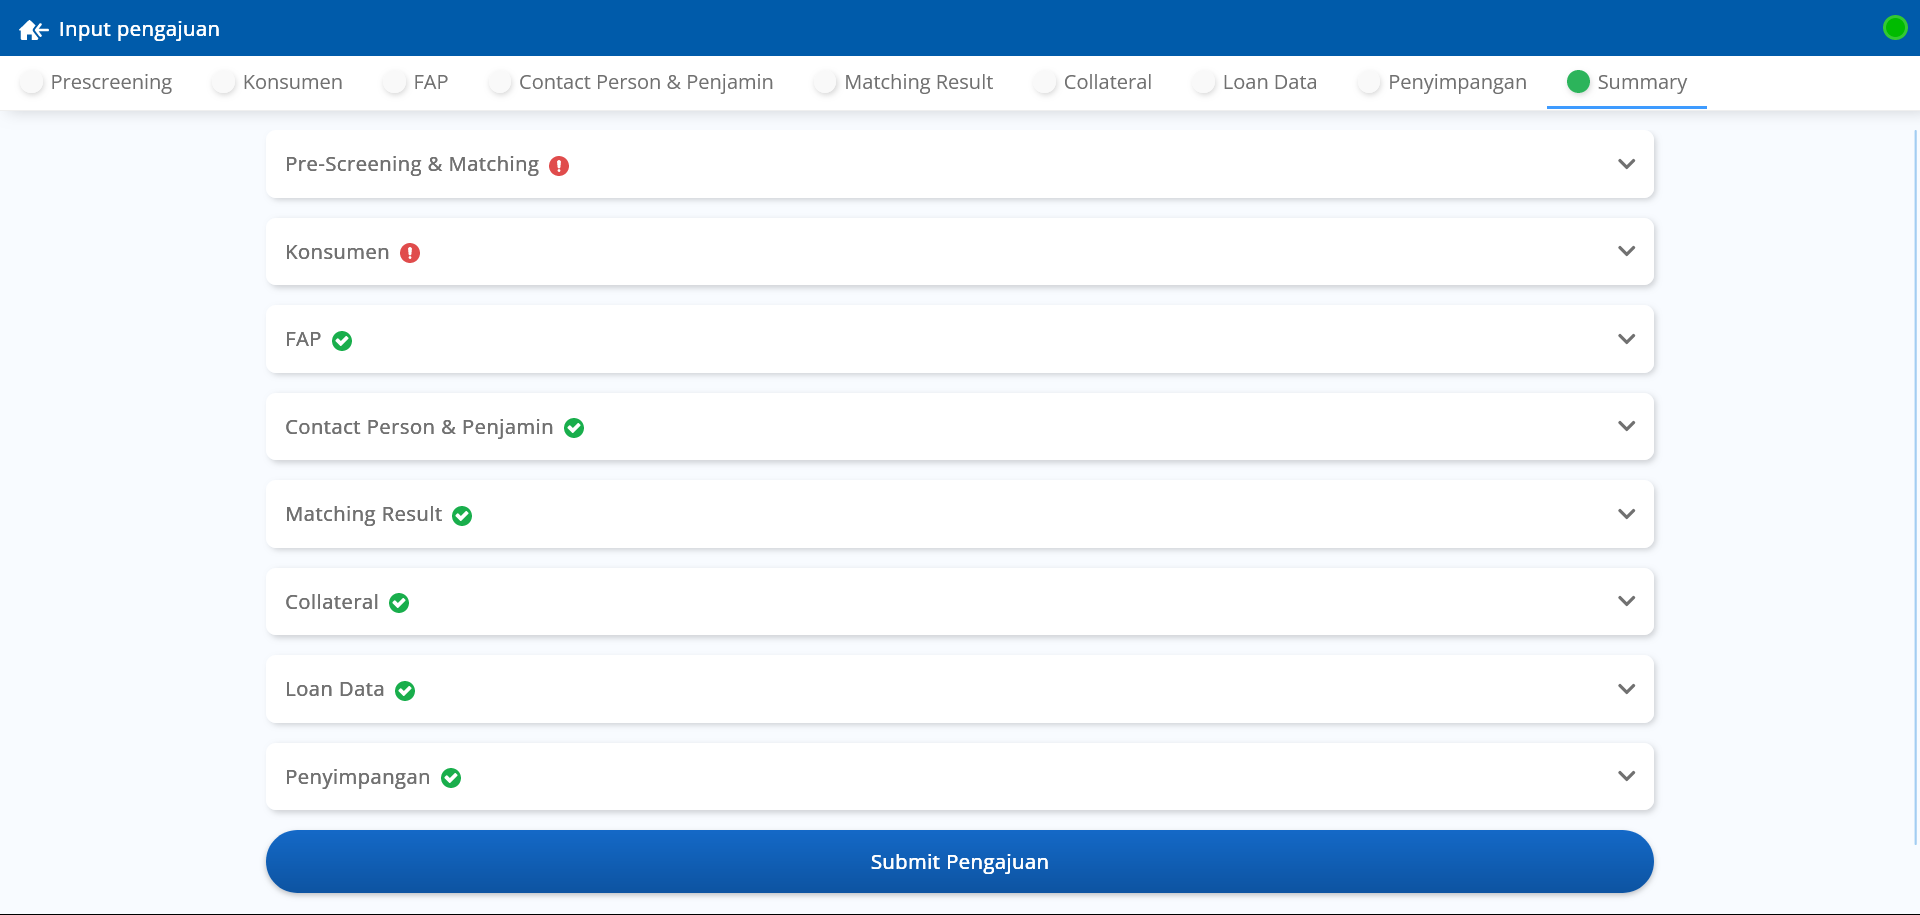 Input pengajuan
Prescreening Konsumen FAP Contact Person & Penjamin Matching Result Collateral Loan Data Penyimpangan Summary
Pre-Screening & Matching
Konsumen
FAP
Contact Person & Penjamin
Matching Result
Collateral
Loan Data
Penyimpangan
Submit Pengajuan